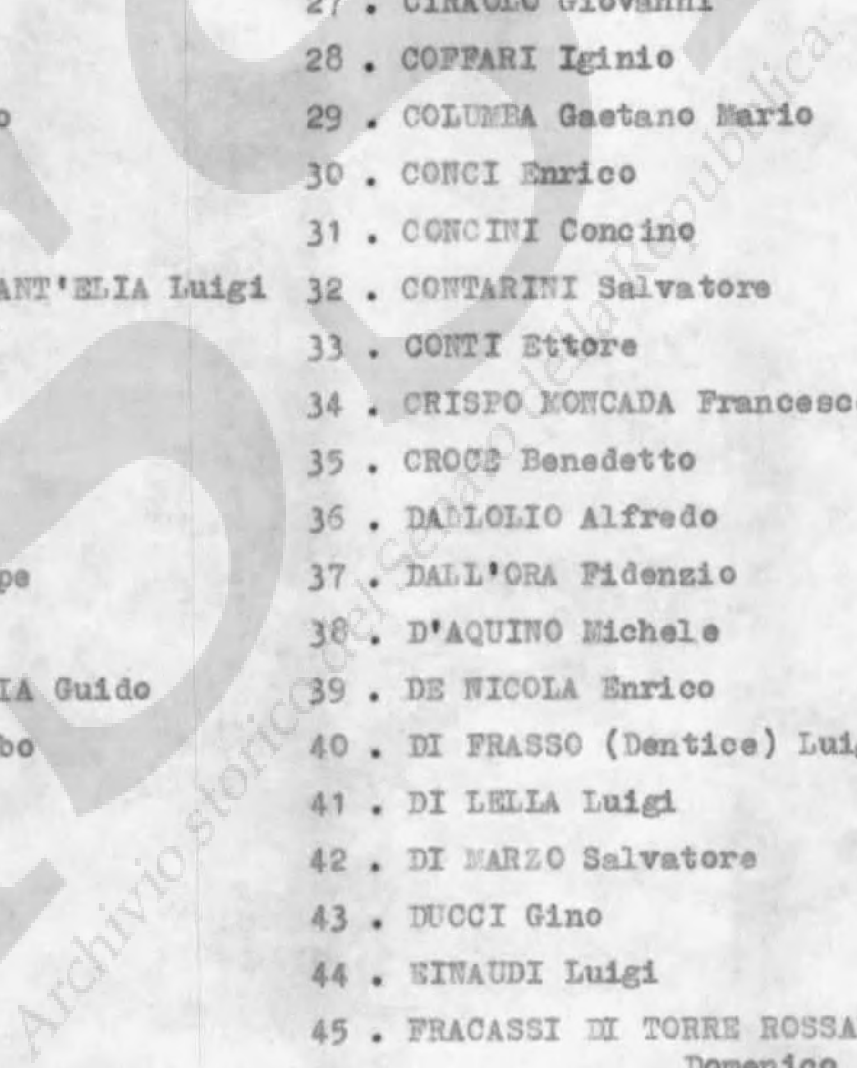 o
ANT'ELIA Luigi
pe
IA Guido
bo
27 . CIRAOLO Giovanni
28 . COFFARI Iginio
29 . COLUMBA Gaetano Mario
30 . CONCI Enrico
31 . CONCINI Concino
32 . CONTARINI Salvatore
33 . CONTI Ettore
34 . CRISPO MONCADA Francesco
35 . CROCE Benedetto
36 . DALLOLIO Alfredo
37 . DALL'ORA Fidenzio
38 . D'AQUINO Michele
39 . DE NICOLA Enrico
40 . DI FRASSO (Dentice) Luig
41 . DI LELLA Luigi
42 . DI MARZO Salvatore
43 . DUCCI Gino
44 . EINAUDI Luigi
45 . FRACASSI DI TORRE ROSSA
Domenico
Archivio storico del Senato della Repubblica.